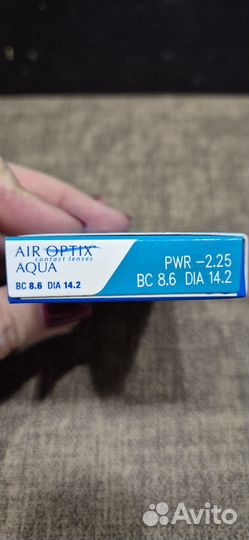 AIR OPTIX™
contact lenses
AQUA
BC 8.6 DIA 14.2
PWR -2.25
BC 8.6 DIA 14.2
Avito